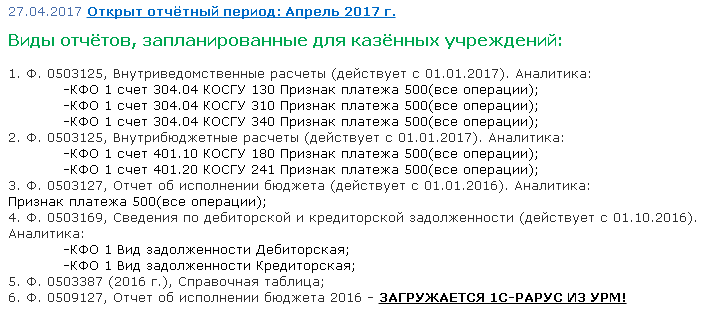 27.04.2017 Открыт отчётный период: Апрель 2017 г.
Виды отчётов, запланированные для казённых учреждений:
1. Ф. 0503125, Внутриведомственные расчеты (действует с 01.01.2017). Аналитика:
-КФО 1 счет 304.04 КОСГУ 130 Признак платежа 500(все операции);
-КФО 1 счет 304.04 КОСГУ 310 Признак платежа 500(все операции);
-КФО 1 счет 304.04 КОСГУ 340 Признак платежа 500(все операции);
2. Ф. 0503125, Внутрибюджетные расчеты (действует с 01.01.2017). Аналитика:
-КФО 1 счет 401.10 КОСГУ 180 Признак платежа 500(все операции);
-КФО 1 счет 401.20 КОСГУ 241 Признак платежа 500(все операции);
3. Ф. 0503127, Отчет об исполнении бюджета (действует с 01.01.2016). Аналитика:
Признак платежа 500(все операции);
4. Ф. 0503169, Сведения по дебиторской и кредиторской задолженности (действует с 01.10.2016).
Аналитика:
-КФО 1 Вид задолженности Дебиторская;
-КФО 1 Вид задолженности Кредиторская;
5. Ф. 0503387 (2016 г.), Справочная таблица;
6. Ф. 0509127, Отчет об исполнении бюджета 2016 - ЗАГРУЖАЕТСЯ 1С-РАРУС ИЗ УРМ!